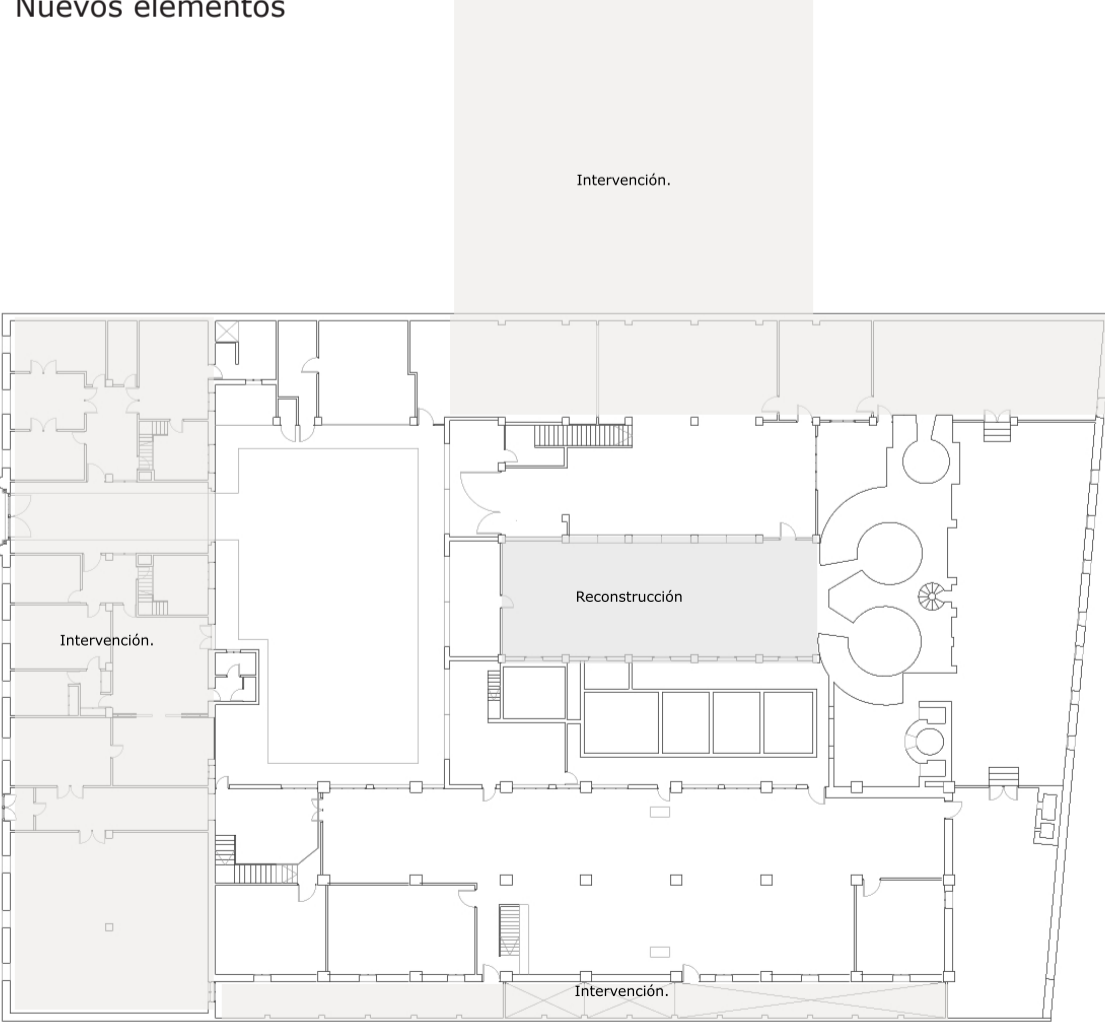 Nuevos elementos
Intervención.
Reconstrucción
Intervención.
Intervención.